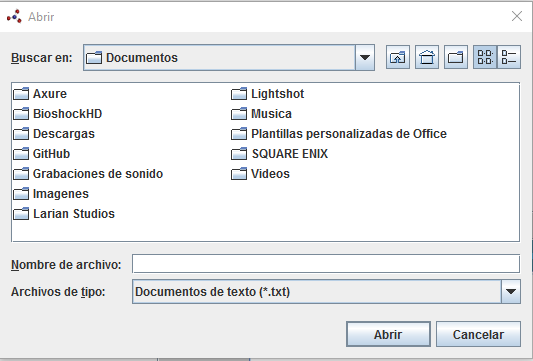 Abrir
Buscar en: Documentos
Axure
BioshockHD
Descargas
GitHub
Grabaciones de sonido
Imagenes
Larian Studios
Lightshot
Musica
Plantillas personalizadas de Office
SQUARE ENIX
Videos
Nombre de archivo:
Archivos de tipo: Documentos de texto (*.txt)
Abrir Cancelar